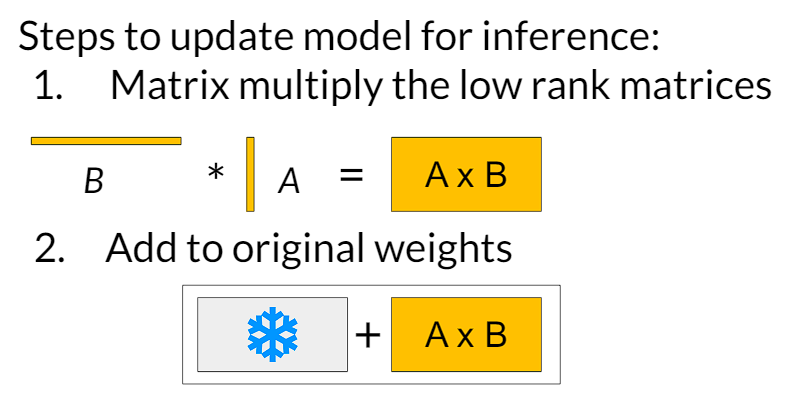 Steps to update model for inference:
1. Matrix multiply the low rank matrices
B * A = A x B
2. Add to original weights
+ A x B